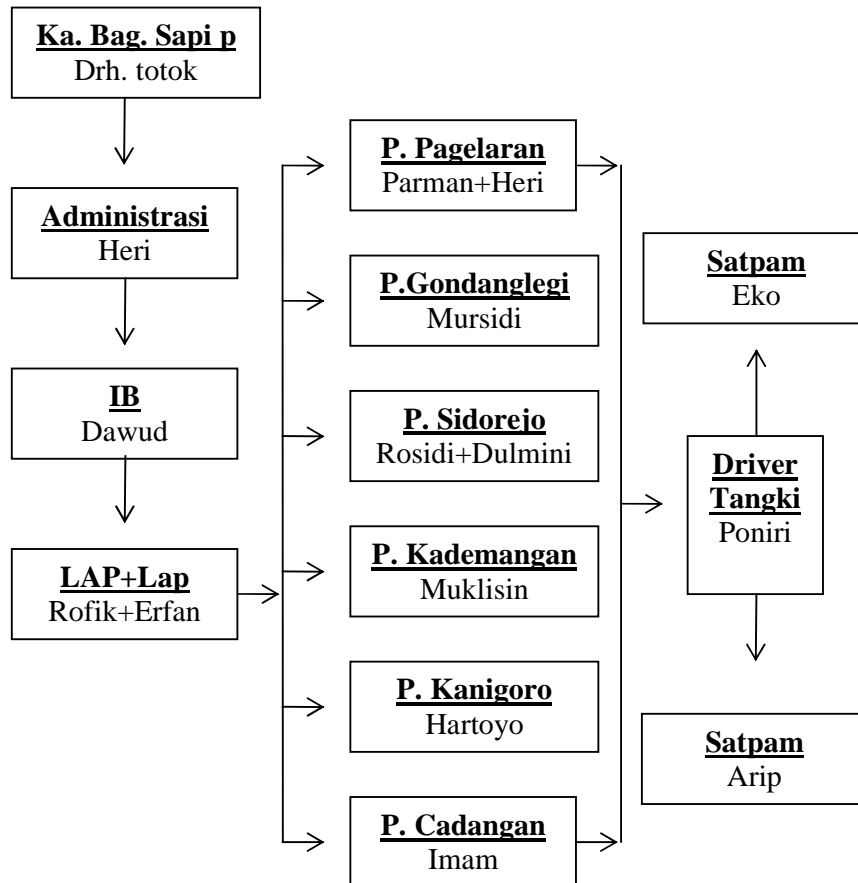 Ka. Bag. Sapi p
Drh. totok
Administrasi
Heri
IB
Dawud
LAP+Lap
Rofik+Erfan
P. Pagelaran
Parman+Heri
P.Gondanglegi
Mursidi
P. Sidorejo
Rosidi+Dulmini
P. Kademangan
Muklisin
P. Kanigoro
Hartoyo
P. Cadangan
Imam
Satpam
Eko
Driver
Tangki
Poniri
Satpam
Arip